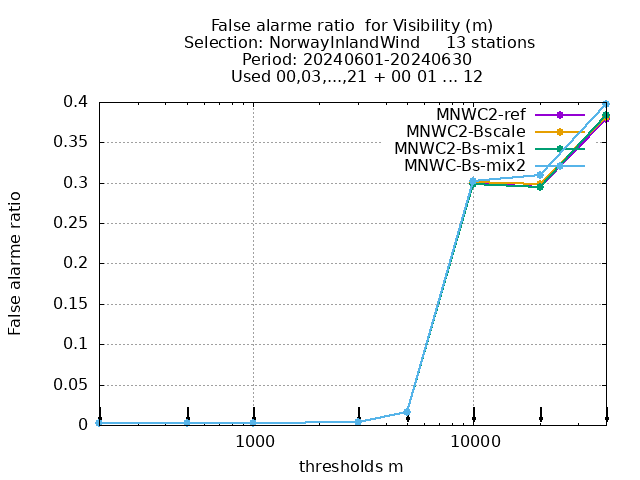 False alarme ratio  for Visibility (m)
Selection: NorwayInlandWind     13 stations
Period: 20240601-20240630
Used 00,03,...,21 + 00 01 ... 12
MNWC2-ref
MNWC2-Bscale
MNWC2-Bs-mix1
MNWC-Bs-mix2
0.4
0.35
0.3
0.25
0.2
0.15
0.1
0.05
0
False alarme ratio
1000 10000
thresholds m